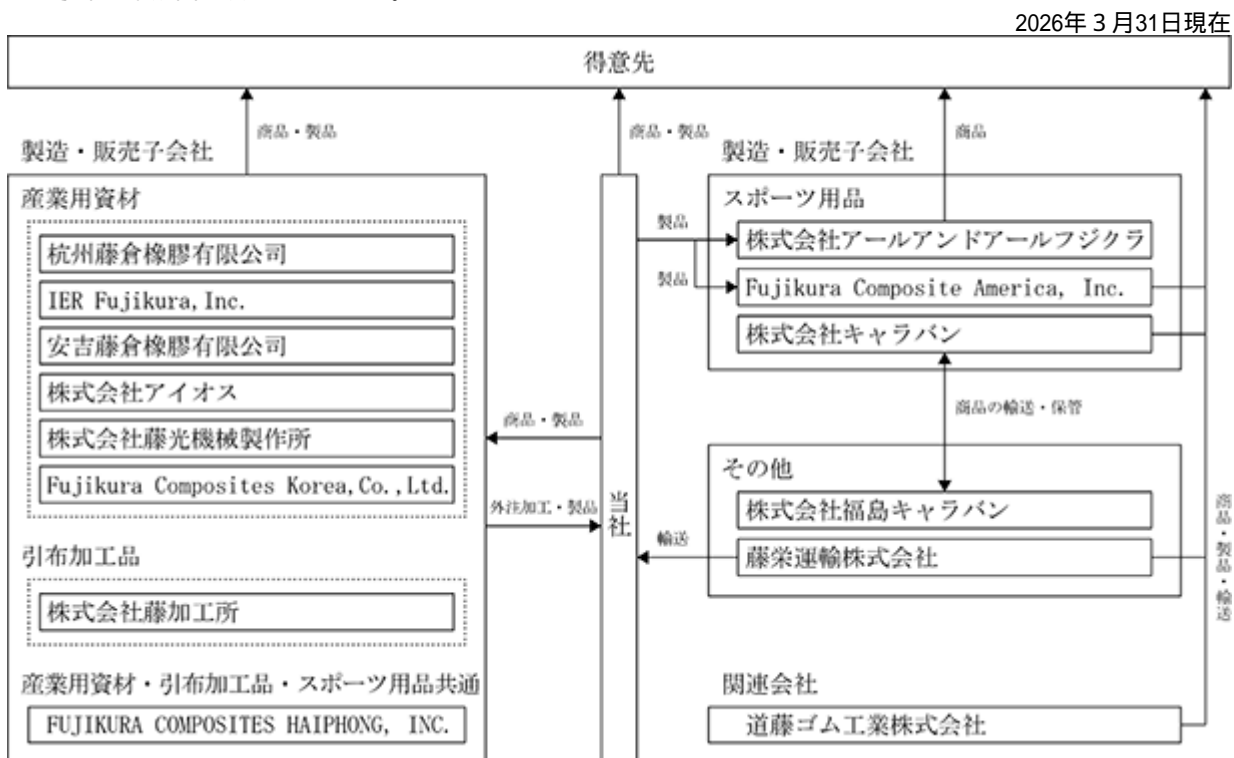 2026年３月31日現在
得意先
商品・製品
商品・製品
商品
製造・販売子会社
製造・販売子会社
産業用資材
杭州藤倉橡膠有限公司
IER Fujikura,Inc.
安吉藤倉橡膠有限公司
株式会社アイオス
株式会社藤光機械製作所
Fujikura Composites Korea,Co.,Ltd.
引布加工品
株式会社藤加工所
産業用資材・引布加工品・スポーツ用品共通
FUJIKURA COMPOSITES HAIPHONG, INC.
商品・製品
外注加工・製品
当社
製品
製品
輸送
スポーツ用品
株式会社アールアンドアールフジクラ
Fujikura Composite America, Inc.
株式会社キャラバン
商品の輸送・保管
その他
株式会社福島キャラバン
藤栄運輸株式会社
関連会社
道藤ゴム工業株式会社
商品・製品・輸送